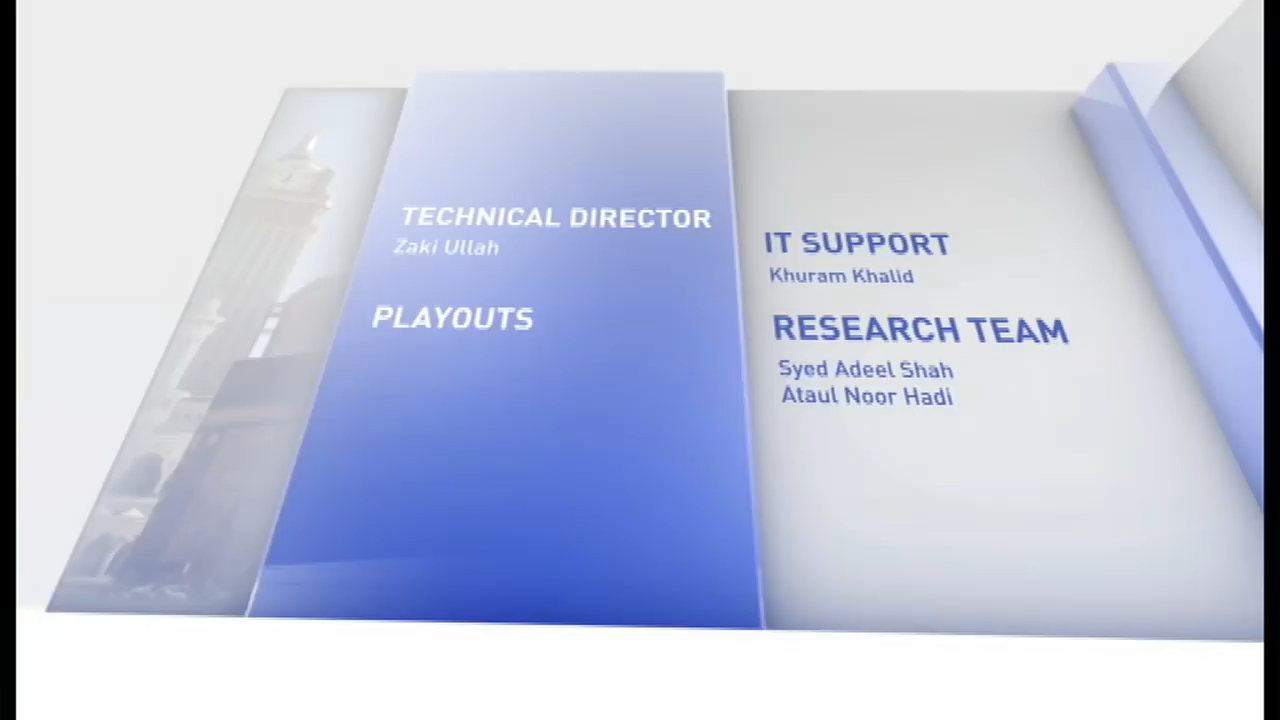 TECHNICAL DIRECTOR
Zaki Ullah
PLAYOUTS
IT SUPPORT
Khuram Khalid
RESEARCH TEAM
Syed Adeel Shah
Ataul Noor Hadi